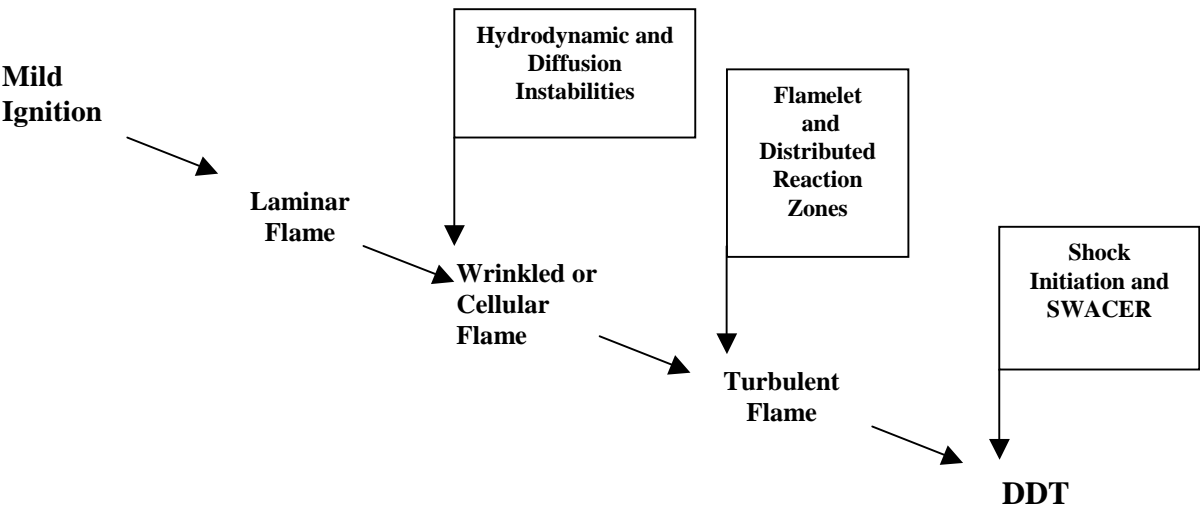 Mild
Ignition
Hydrodynamic and
Diffusion
Instabilities
Flamelet
and
Distributed
Reaction
Zones
Laminar
Flame
Shock
Initiation and
SWACER
Wrinkled or
Cellular
Flame
Turbulent
Flame
DDT